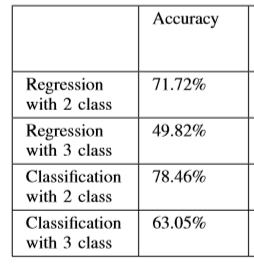 Accuracy
Regression 71.72%
with 2 class
Regression 49.82%
with 3 class
Classification 78.46%
with 2 class
Classification 63.05%
with 3 class